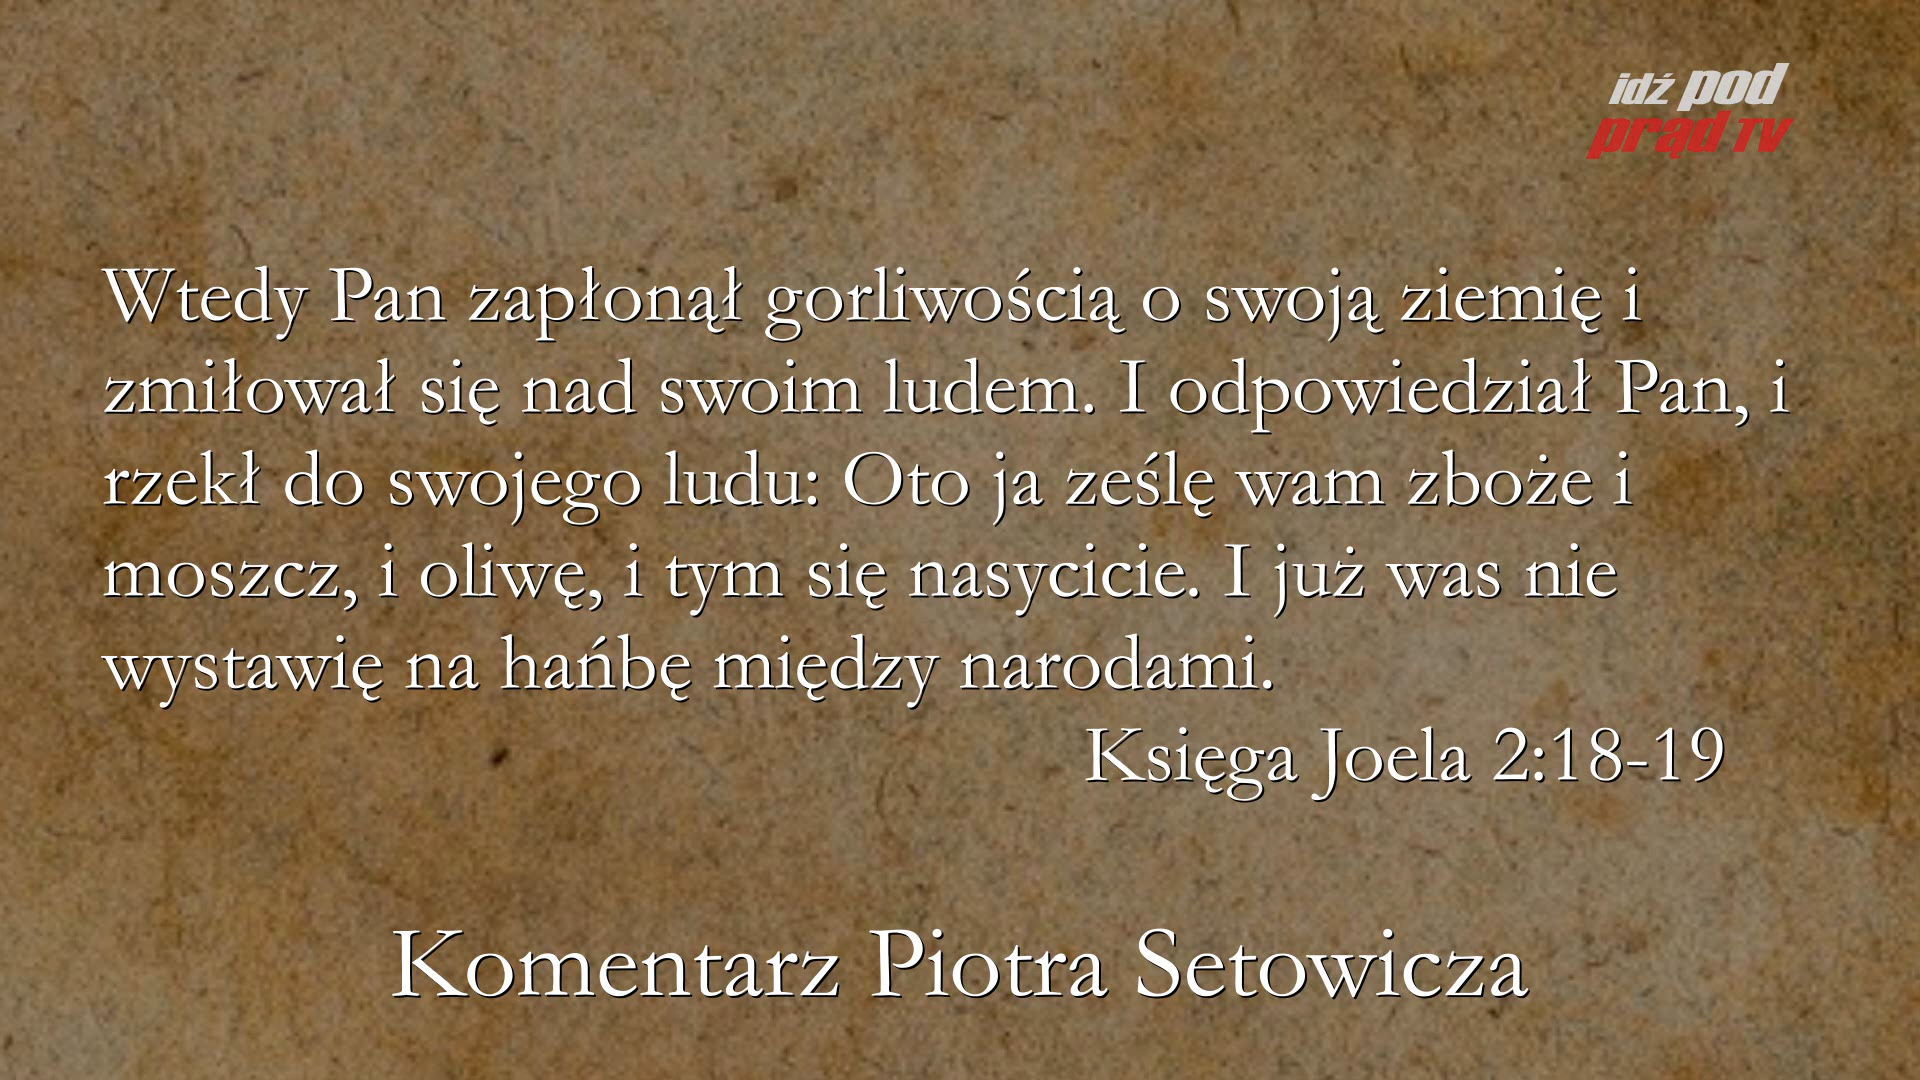 idź pod
prąd TV
Wtedy Pan zapłonął gorliwością o swoją ziemię i
zmiłował się nad swoim ludem. I odpowiedział Pan, i
rzekł do swojego ludu: Oto ja ześlę wam zboże i
moszcz, i oliwę, i tym się nasycicie. I już was nie
wystawię na hańbę między narodami.
Księga Joela 2:18-19
Komentarz Piotra Setowicza